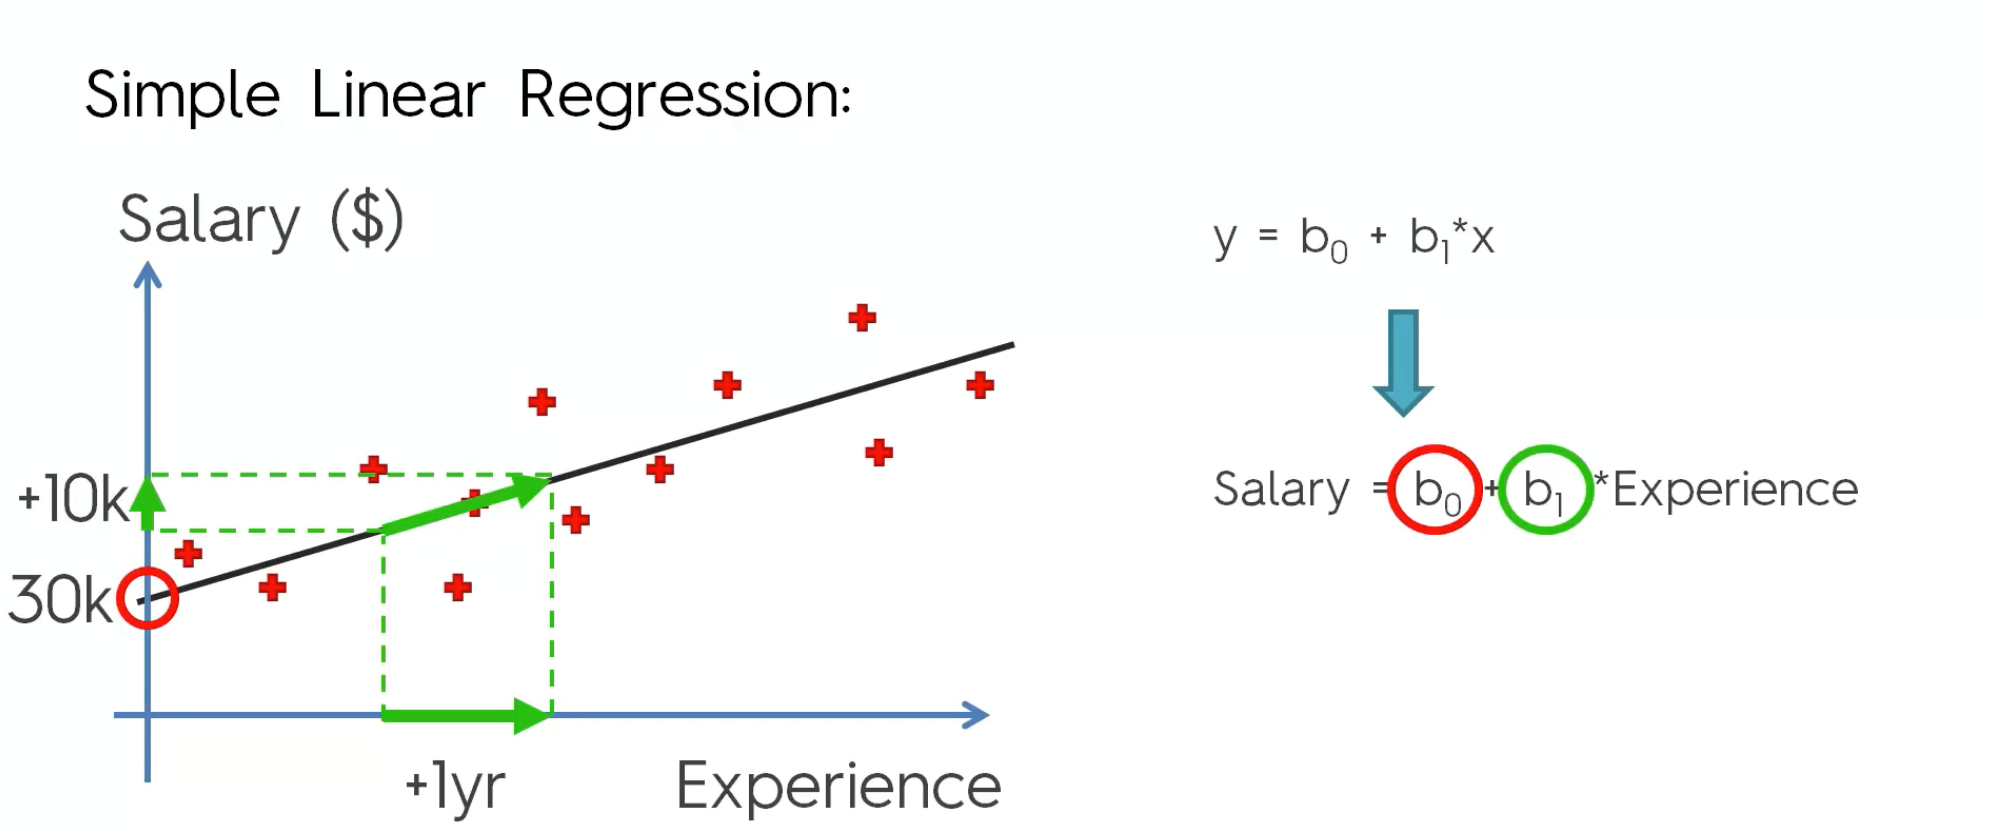 Simple Linear Regression:
Salary ($)
y = b₀ + b₁*x
+10k
Salary = b₀ + b₁ *Experience
30k
+1yr
Experience